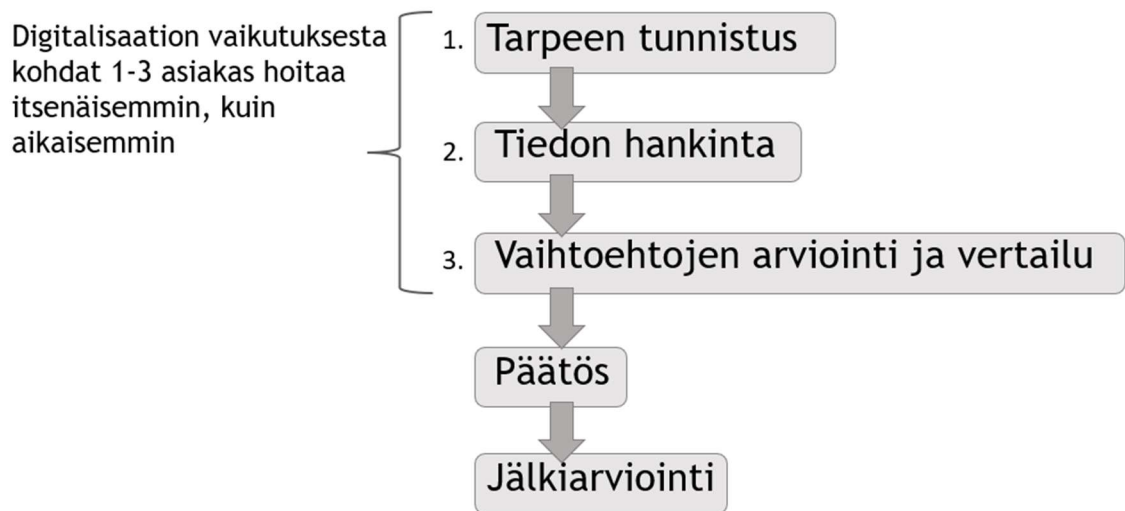 Digitalisaation vaikutuksesta
kohdat 1-3 asiakas hoitaa
itsenäisemmin, kuin
aikaisemmin
1. Tarpeen tunnistus
2. Tiedon hankinta
3. Vaihtoehtojen arviointi ja vertailu
Päätös
Jälkiarviointi